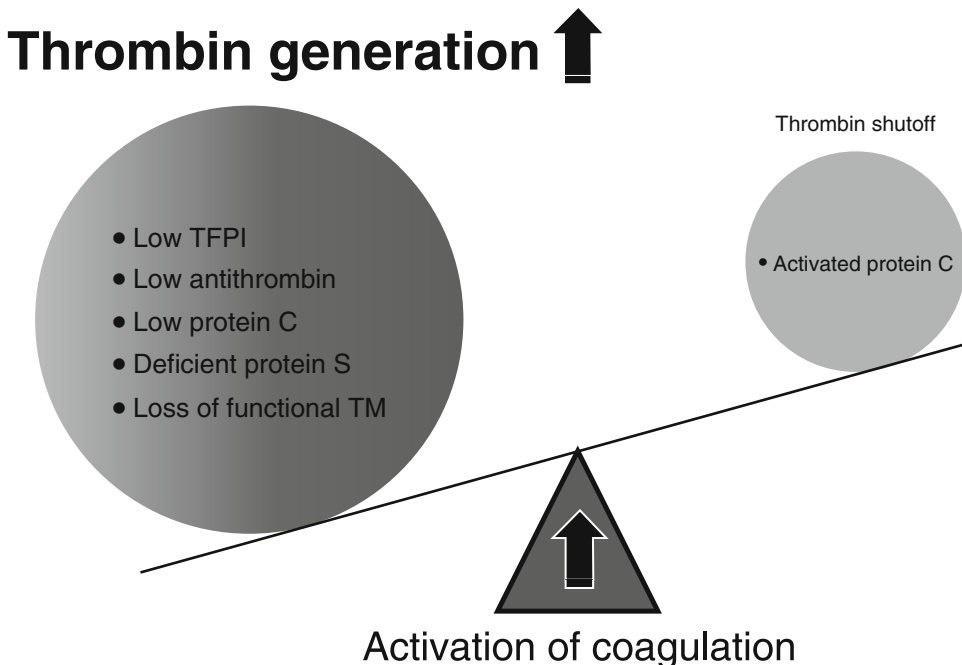 Thrombin generation
Thrombin shutoff
• Low TFPI
• Low antithrombin
• Low protein C
• Deficient protein S
• Loss of functional TM
• Activated protein C
Activation of coagulation